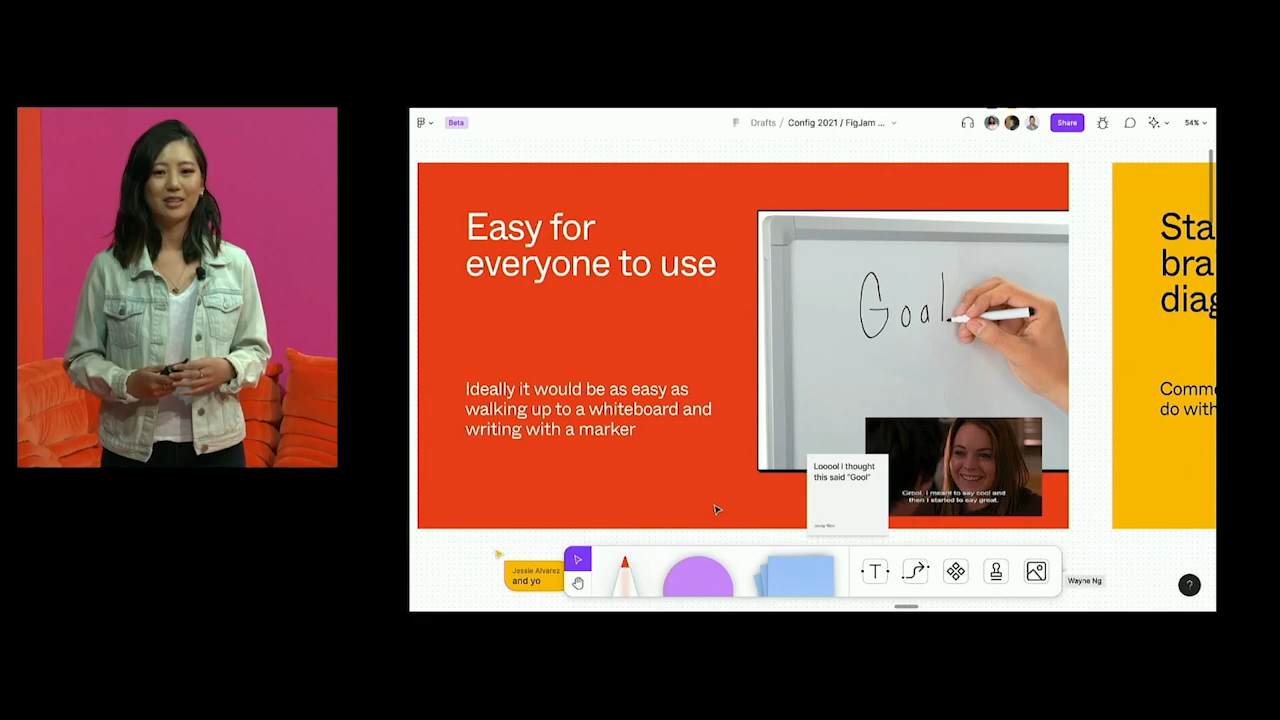 Beta
Drafts / Config 2021 / FigJam ...
Share
54%
Easy for
everyone to use
Ideally it would be as easy as
walking up to a whiteboard and
writing with a marker
Goal
Looool I thought
this said "Gool"
Grool. I meant to say cool and
then I started to say great.
Sta
bra
diag
Comme
do with
Jessie Alvarez
and yo
T
Wayne Ng
?